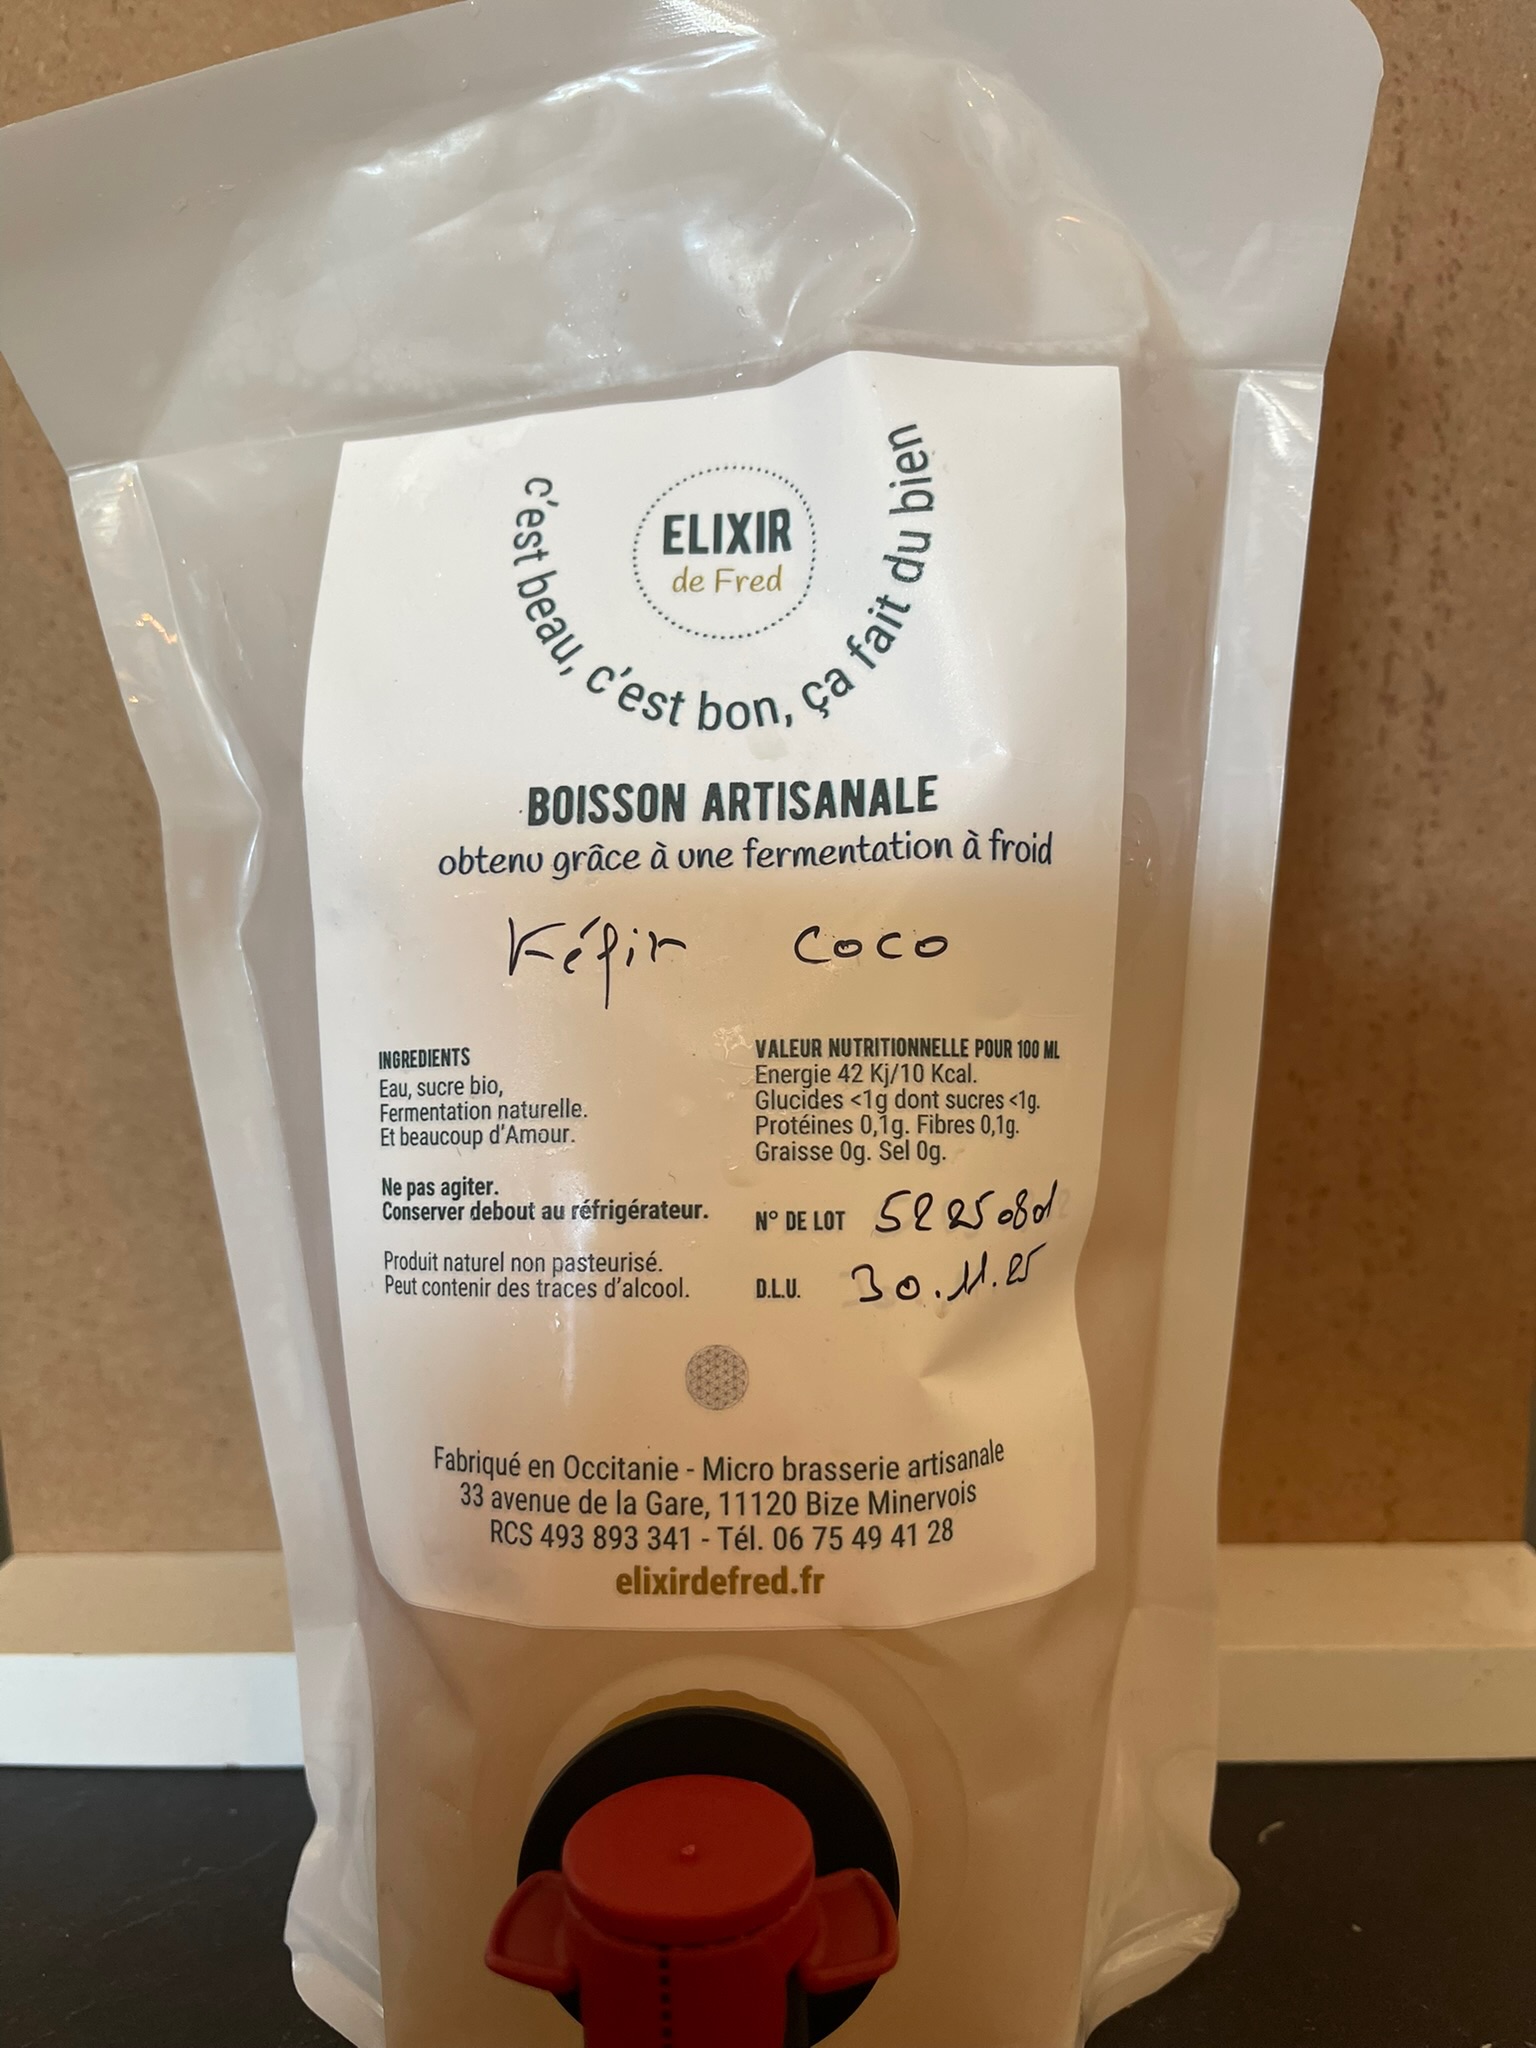 ELIXIR
de Fred
c'est beau, c'est bon, ça fait du bien
BOISSON ARTISANALE
obtenu grâce à une fermentation à froid
Kéfir coco
INGREDIENTS
Eau, sucre bio,
Fermentation naturelle.
Et beaucoup d'Amour.
Ne pas agiter.
Conserver debout au réfrigérateur.
Produit naturel non pasteurisé.
Peut contenir des traces d'alcool.
VALEUR NUTRITIONNELLE POUR 100 ML
Energie 42 Kj/10 Kcal.
Glucides <1g dont sucres <1g.
Protéines 0,1g. Fibres 0,1g.
Graisse 0g. Sel 0g.
N° DE LOT
D.L.U. 30.11.25
Fabriqué en Occitanie - Micro brasserie artisanale
33 avenue de la Gare, 11120 Bize Minervois
RCS 493 893 341 - Tél. 06 75 49 41 28
elixirdefred.fr